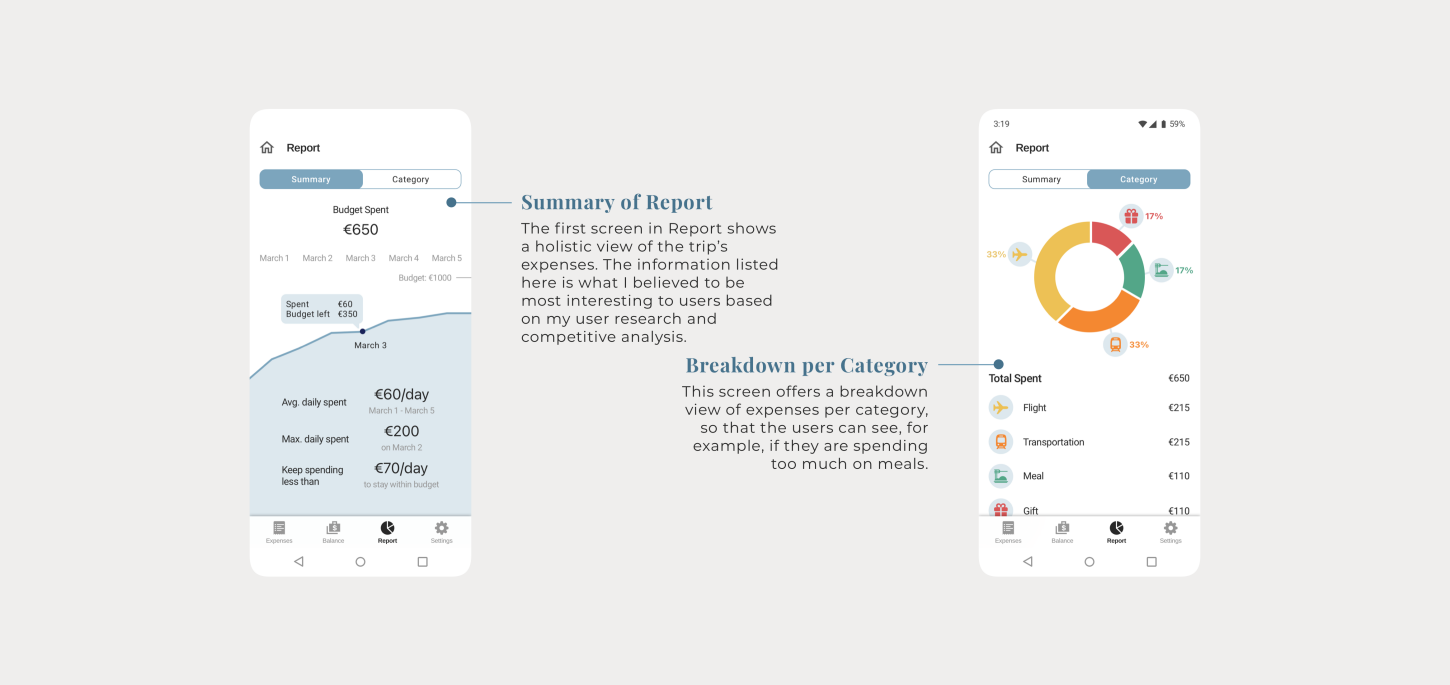 Report
Summary Category
Budget Spent
€650
March 1 March 2 March 3 March 4 March 5
Budget: €1000
Spent €60
Budget left €350
March 3
Avg. daily spent €60/day
March 1 - March 5
Max. daily spent €200
on March 2
Keep spending less than €70/day
to stay within budget
Expenses Balance Report Settings
Summary of Report
The first screen in Report shows
a holistic view of the trip's
expenses. The information listed
here is what I believed to be
most interesting to users based
on my user research and
competitive analysis.
Breakdown per Category
This screen offers a breakdown
view of expenses per category,
so that the users can see, for
example, if they are spending
too much on meals.
3:19 59%
Report
Summary Category
17%
33%
17%
33%
Total Spent €650
Flight €215
Transportation €215
Meal €110
Gift €110
Expenses Balance Report Settings